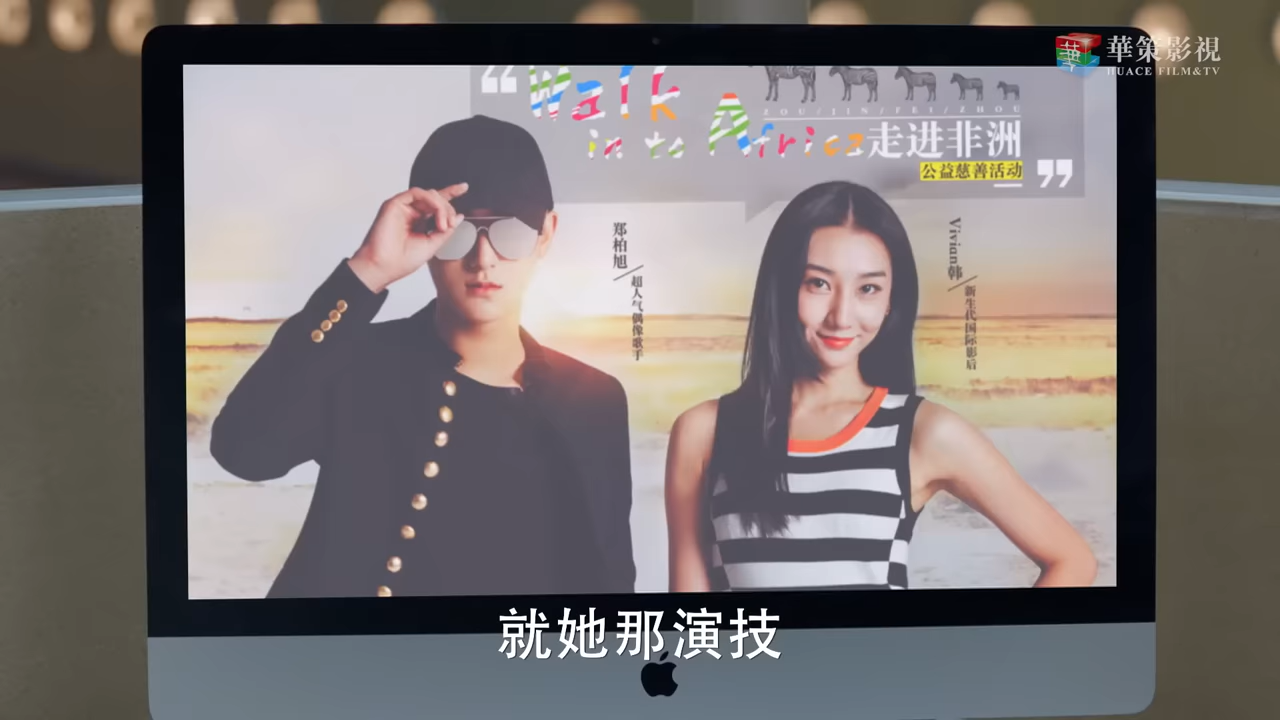 華策影視
HUACE FILM&TV
“Walk
in to Africa
ZOU/JIN/FEI/ZHOU
走进非洲
公益慈善活动”
郑柏旭
超人气偶像歌手
Vivian韩
新生代国际影后
就她那演技